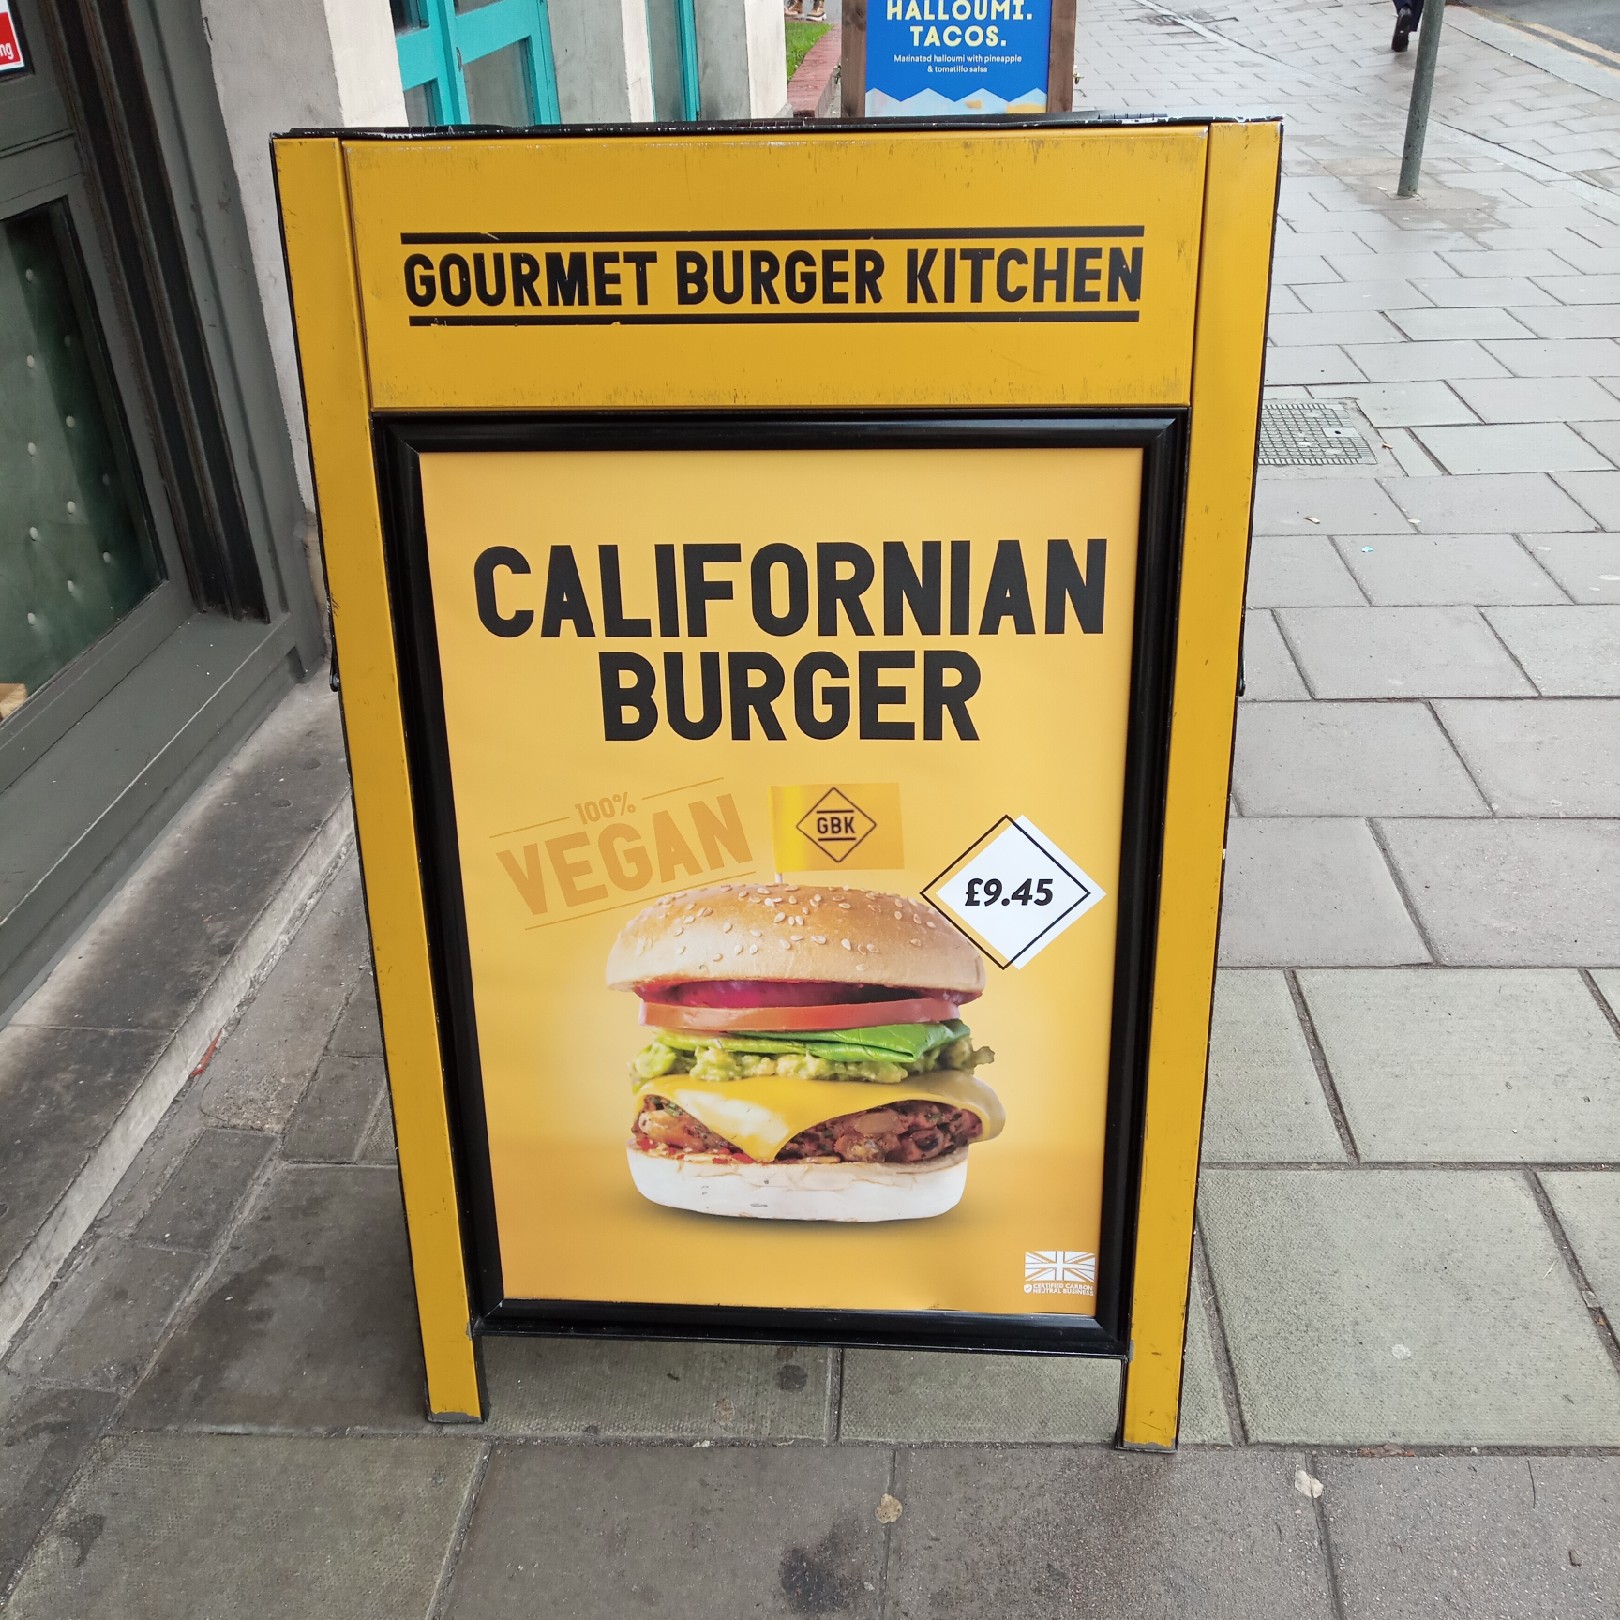 ng
HALLOUMI.
TACOS.
Marinated halloumi with pineapple
& tomatillo salsa
GOURMET BURGER KITCHEN
CALIFORNIAN
BURGER
100%
VEGAN
GBK
£9.45
CERTIFIED CARBON
NEUTRAL BUSINESS